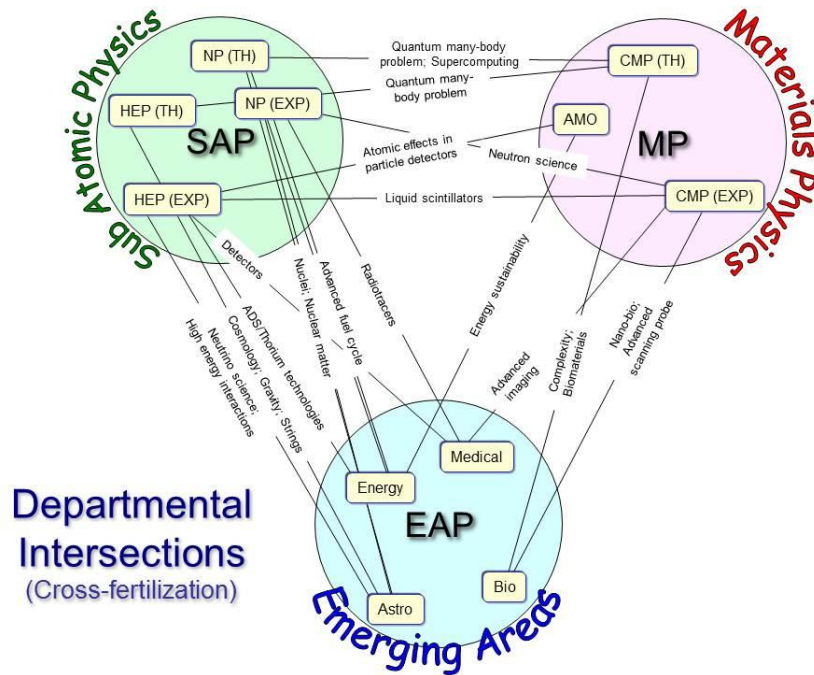 Sub Atomic Physics
SAP
NP (TH)
HEP (TH)
NP (EXP)
HEP (EXP)
Materials Physics
MP
CMP (TH)
AMO
CMP (EXP)
Quantum many-body
problem; Supercomputing
Quantum many-
body problem
Atomic effects in
particle detectors
Neutron science
Liquid scintillators
Detectors
Radiotracers
Advanced fuel cycle
Nuclei; Nuclear matter
ADS/Thorium technologies
Cosmology; Gravity; Strings
Neutrino science;
High energy interactions
Energy sustainability
Advanced
imaging
Complexity;
Biomaterials
Nano-bio;
Advanced
scanning probe
Medical
Energy
EAP
Astro
Bio
Emerging Areas
Departmental
Intersections
(Cross-fertilization)